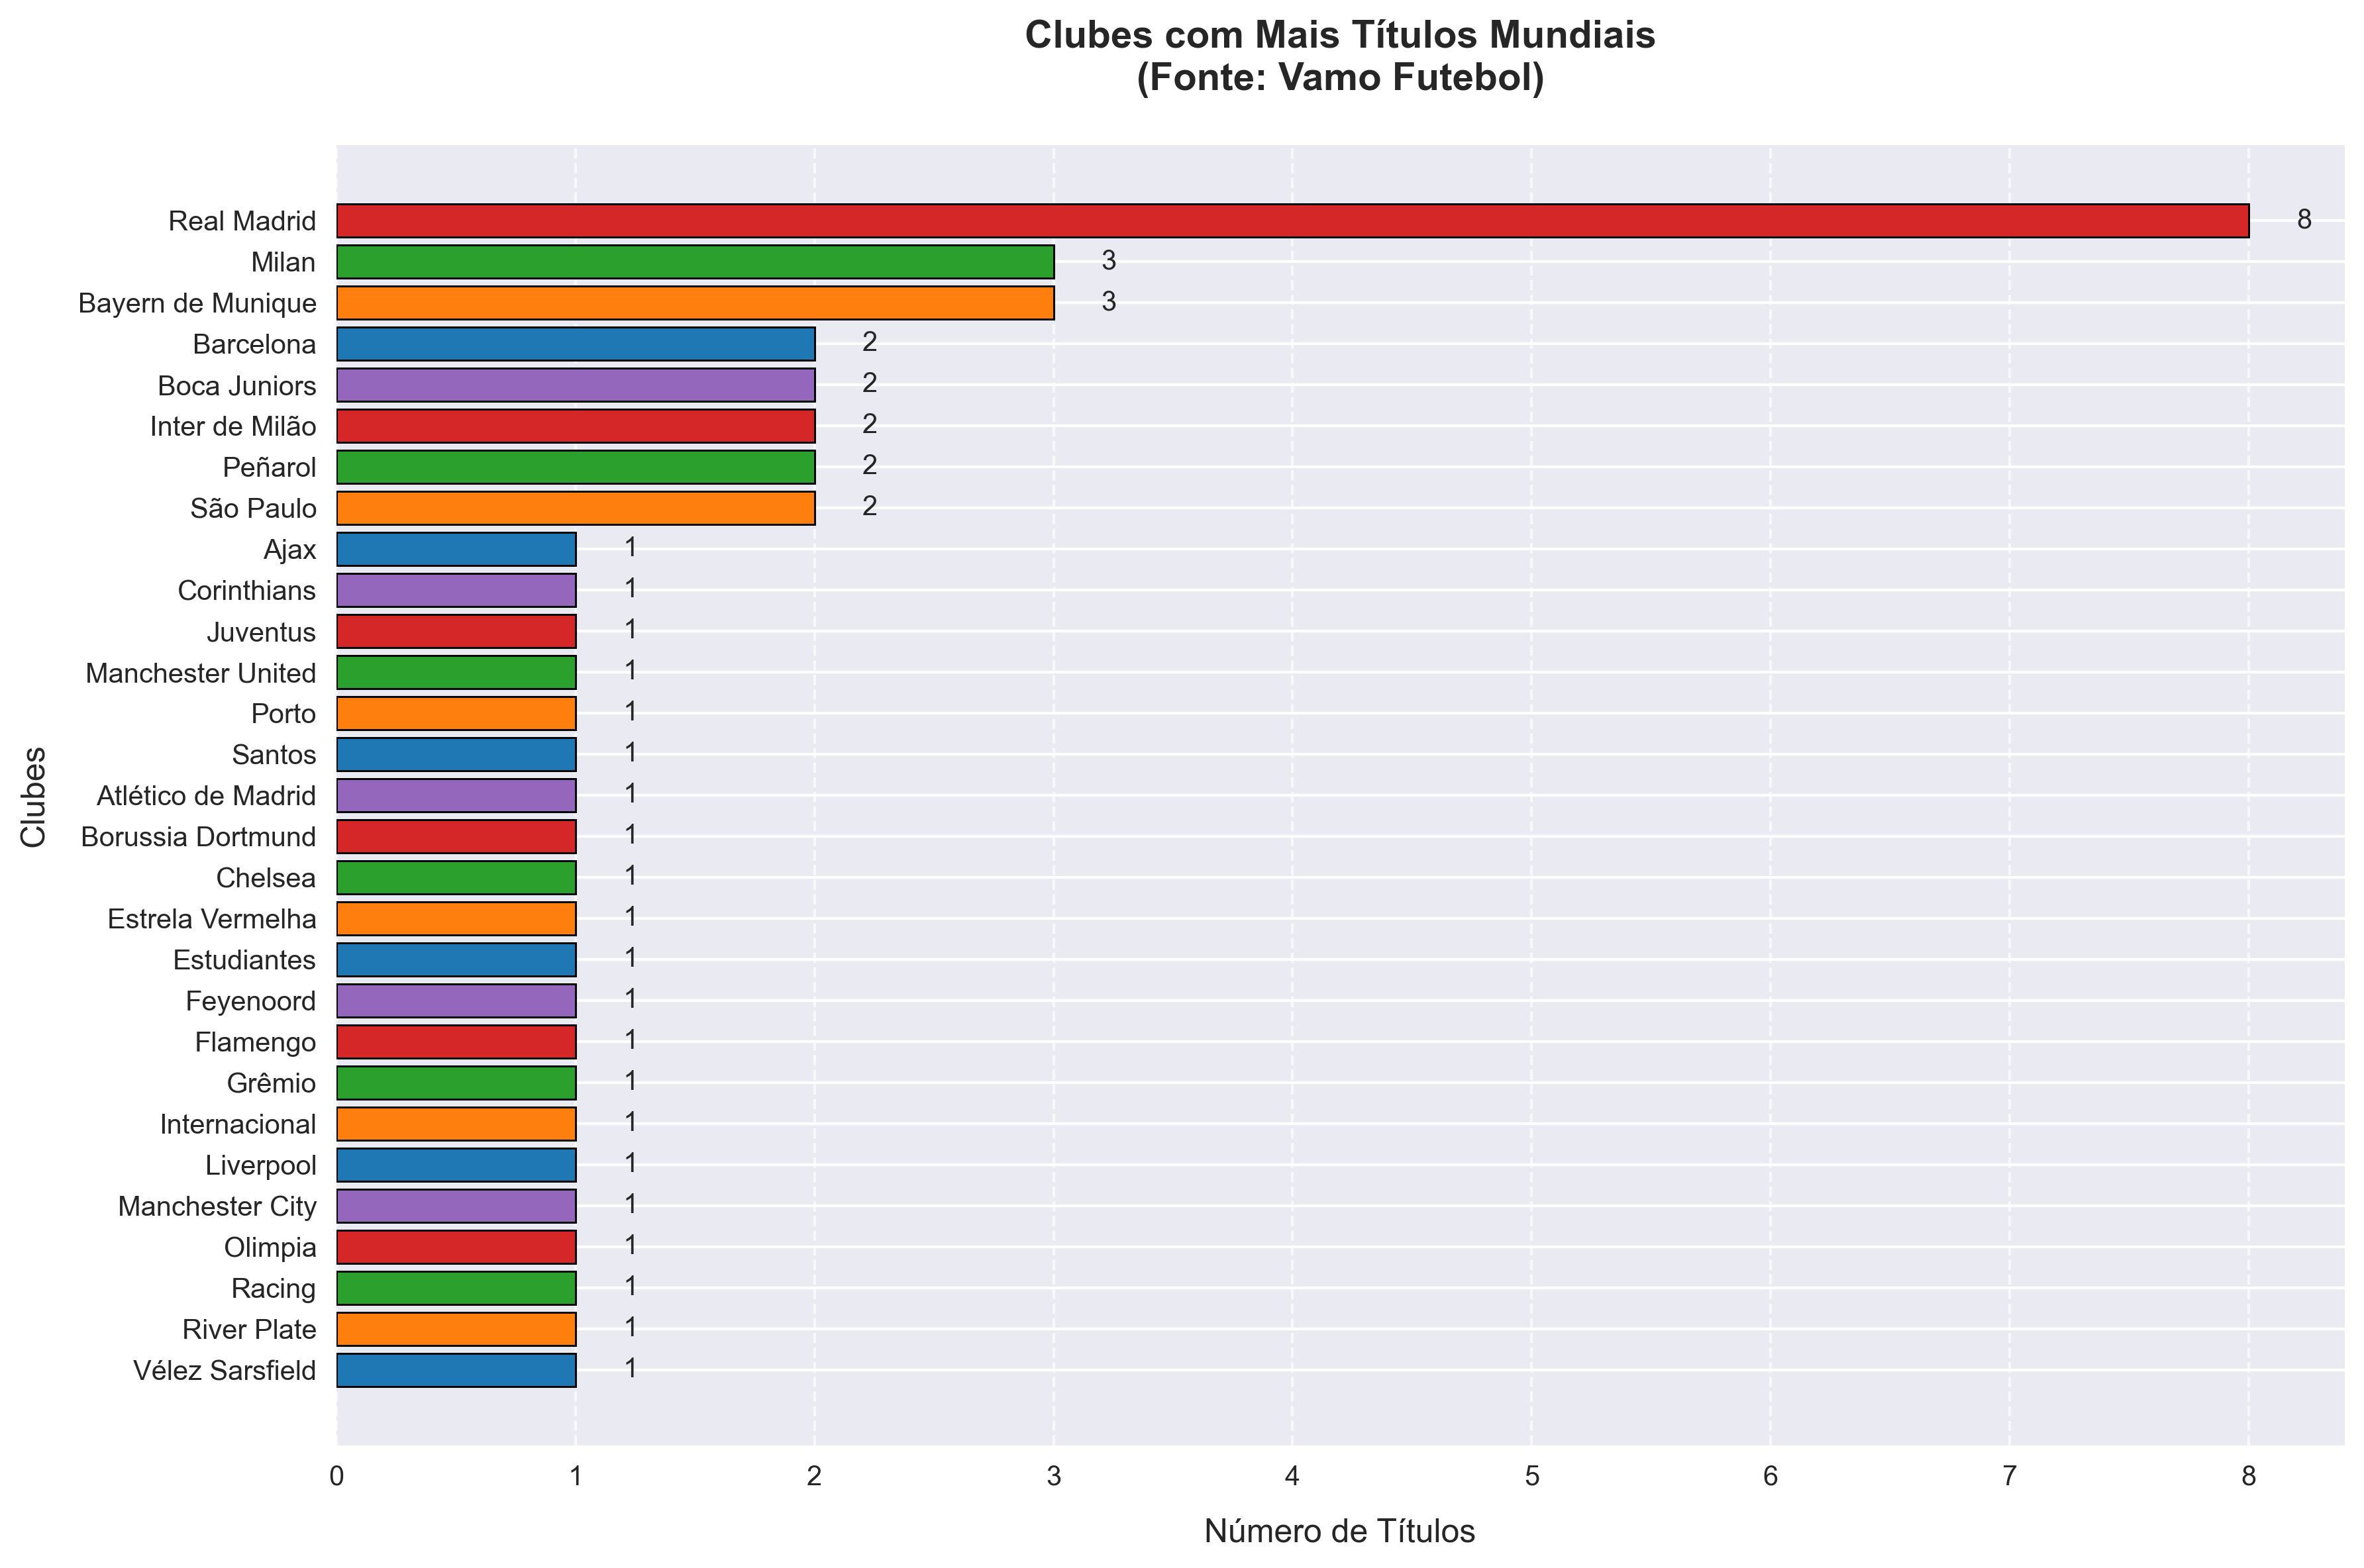 Clubes com Mais Títulos Mundiais
(Fonte: Vamo Futebol)
Clubes
Real Madrid 8
Milan 3
Bayern de Munique 3
Barcelona 2
Boca Juniors 2
Inter de Milão 2
Peñarol 2
São Paulo 2
Ajax 1
Corinthians 1
Juventus 1
Manchester United 1
Porto 1
Santos 1
Atlético de Madrid 1
Borussia Dortmund 1
Chelsea 1
Estrela Vermelha 1
Estudiantes 1
Feyenoord 1
Flamengo 1
Grêmio 1
Internacional 1
Liverpool 1
Manchester City 1
Olimpia 1
Racing 1
River Plate 1
Vélez Sarsfield 1
0 1 2 3 4 5 6 7 8
Número de Títulos